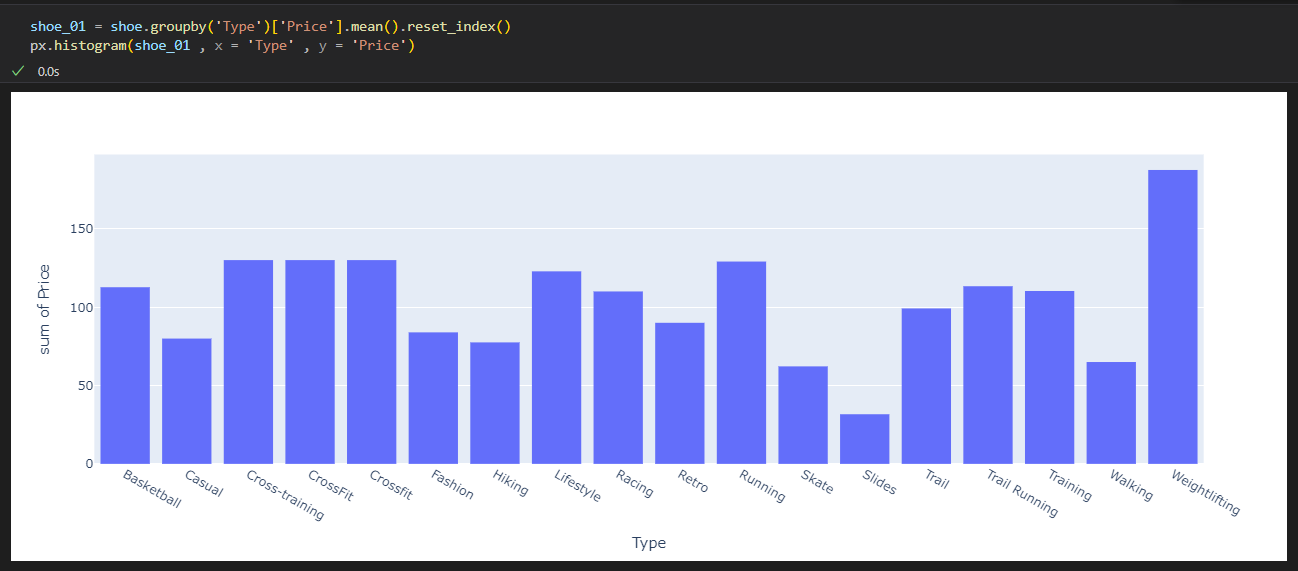 shoe_01 = shoe.groupby('Type')['Price'].mean().reset_index()
px.histogram(shoe_01 , x = 'Type' , y = 'Price')
0.0s
sum of Price
150
100
50
0
Basketball
Casual
Cross-training
CrossFit
Crossfit
Fashion
Hiking
Lifestyle
Racing
Retro
Running
Skate
Slides
Trail
Trail Running
Training
Walking
Weightlifting
Type